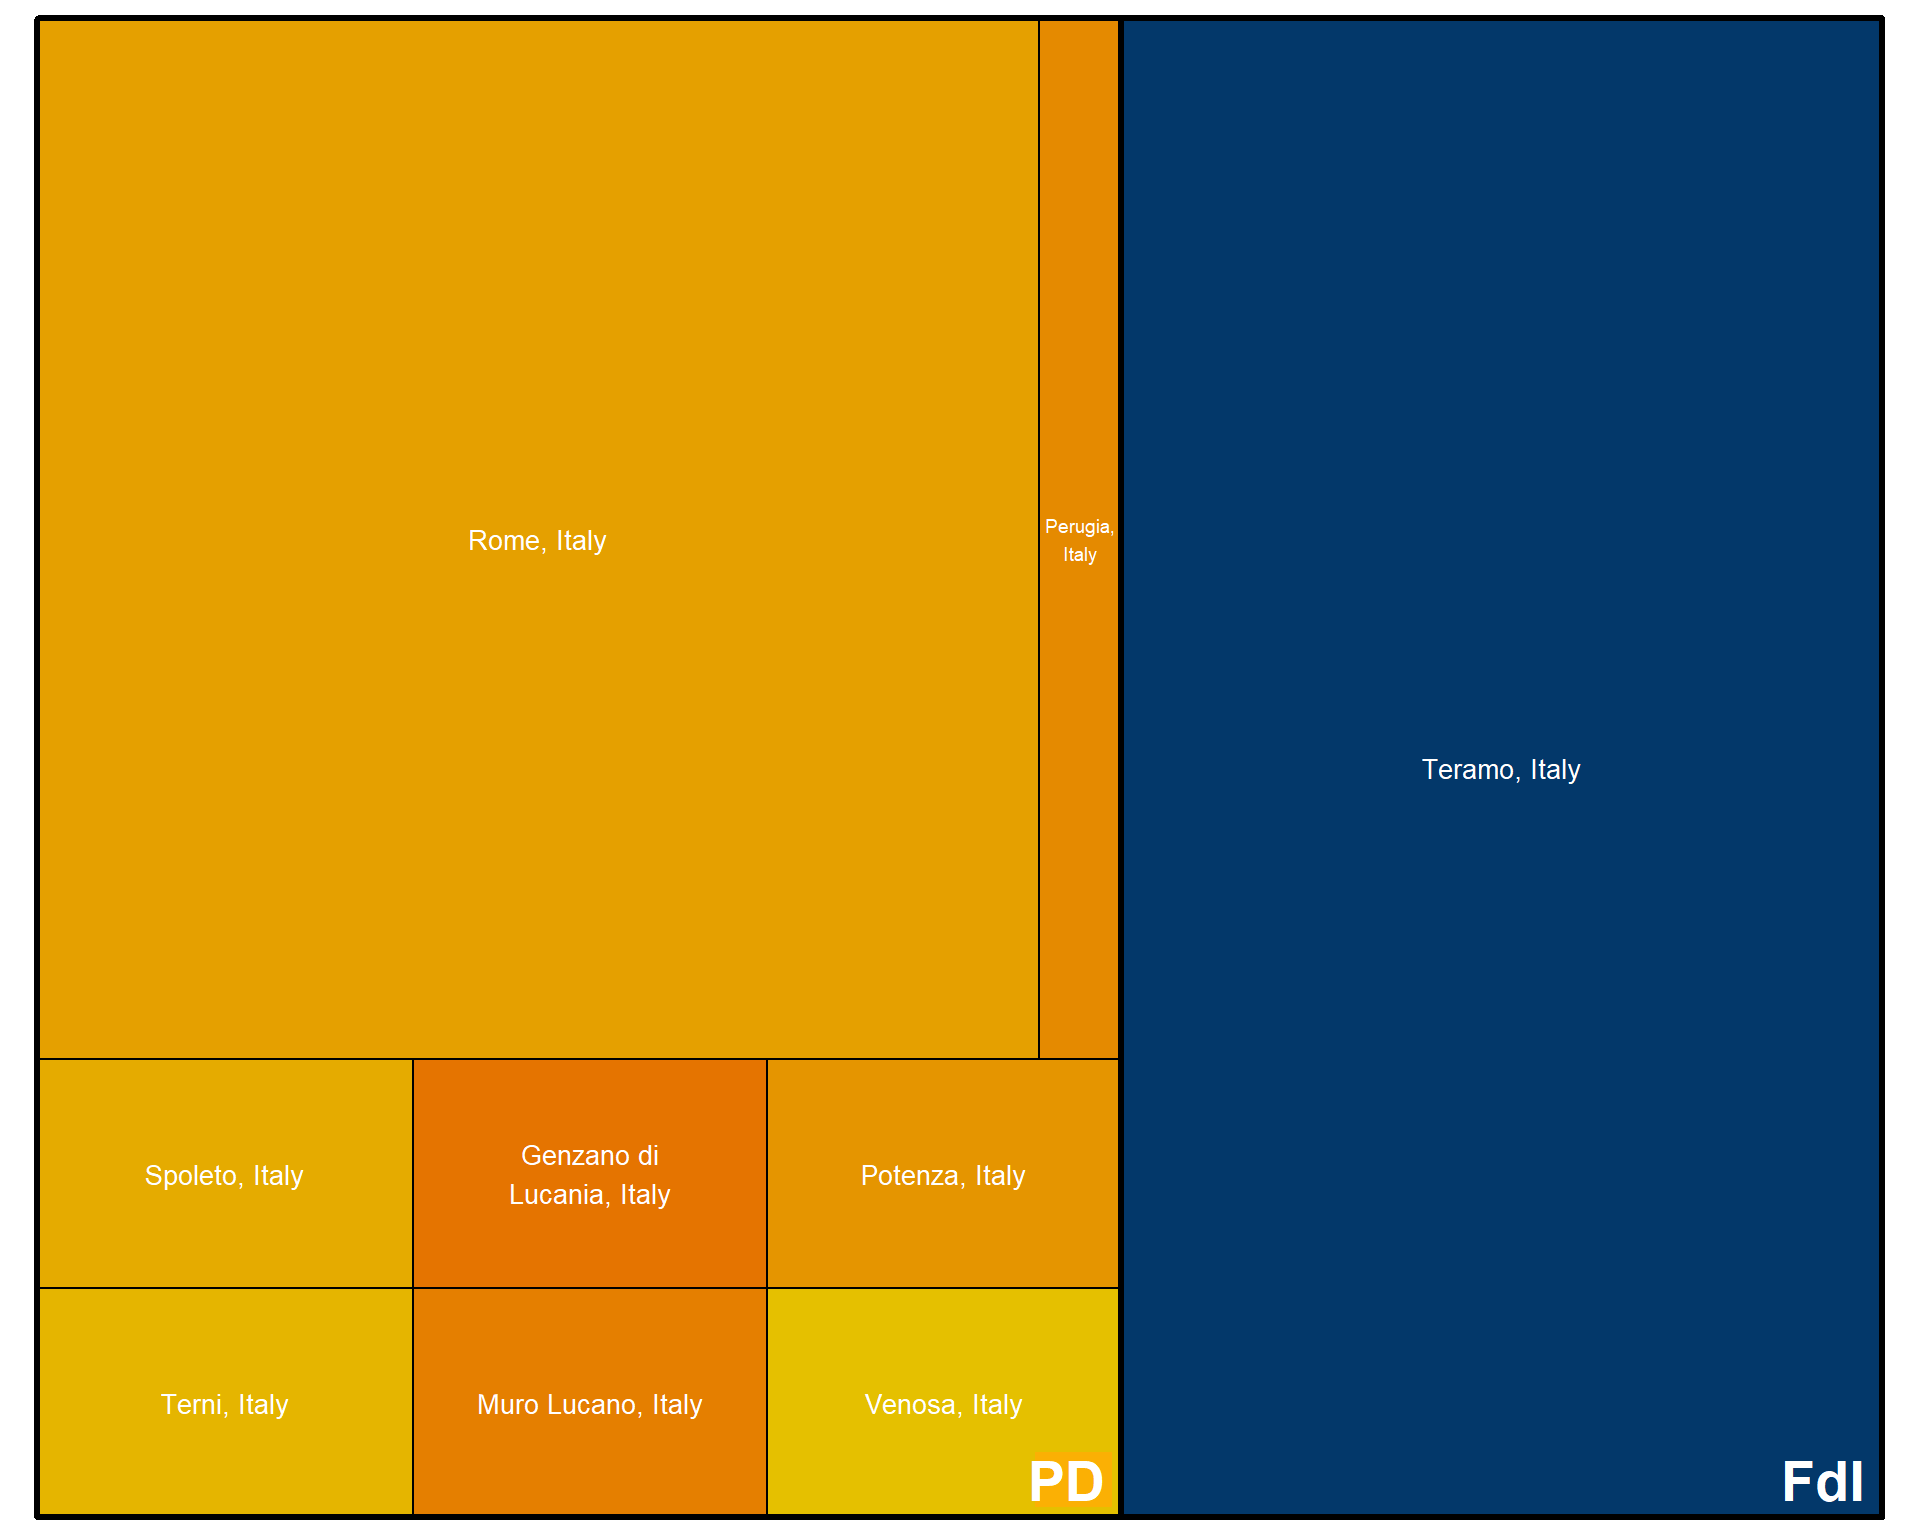 Rome, Italy
Perugia,
Italy
Teramo, Italy
Spoleto, Italy
Genzano di
Lucania, Italy
Potenza, Italy
Terni, Italy
Muro Lucano, Italy
Venosa, Italy
PD
FdI